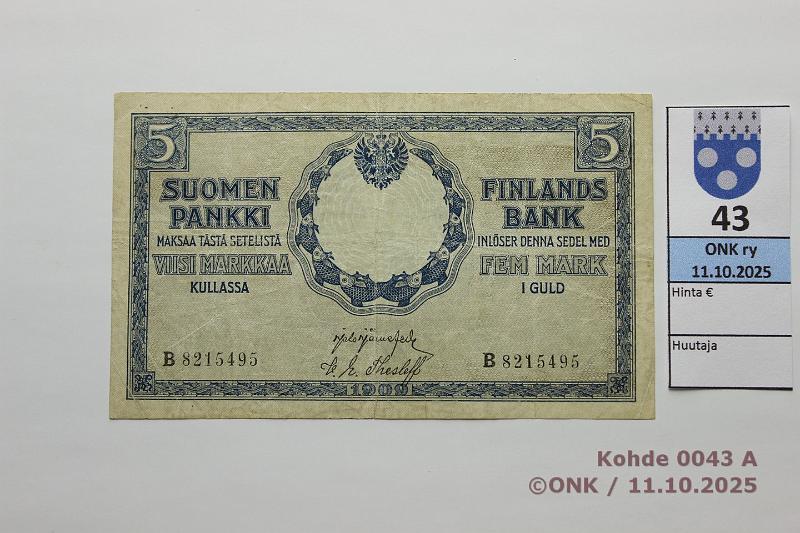 5
5
SUOMEN
PANKKI
MAKSAA TÄSTÄ SETELISTÄ
VIISI MARKKAA
KULLASSA
FINLANDS
BANK
INLÖSER DENNA SEDEL MED
FEM MARK
I GULD
B 8215495
B 8215495
1909
43
ONK ry
11.10.2025
Hinta €
Huutaja
Kohde 0043 A
©ONK / 11.10.2025